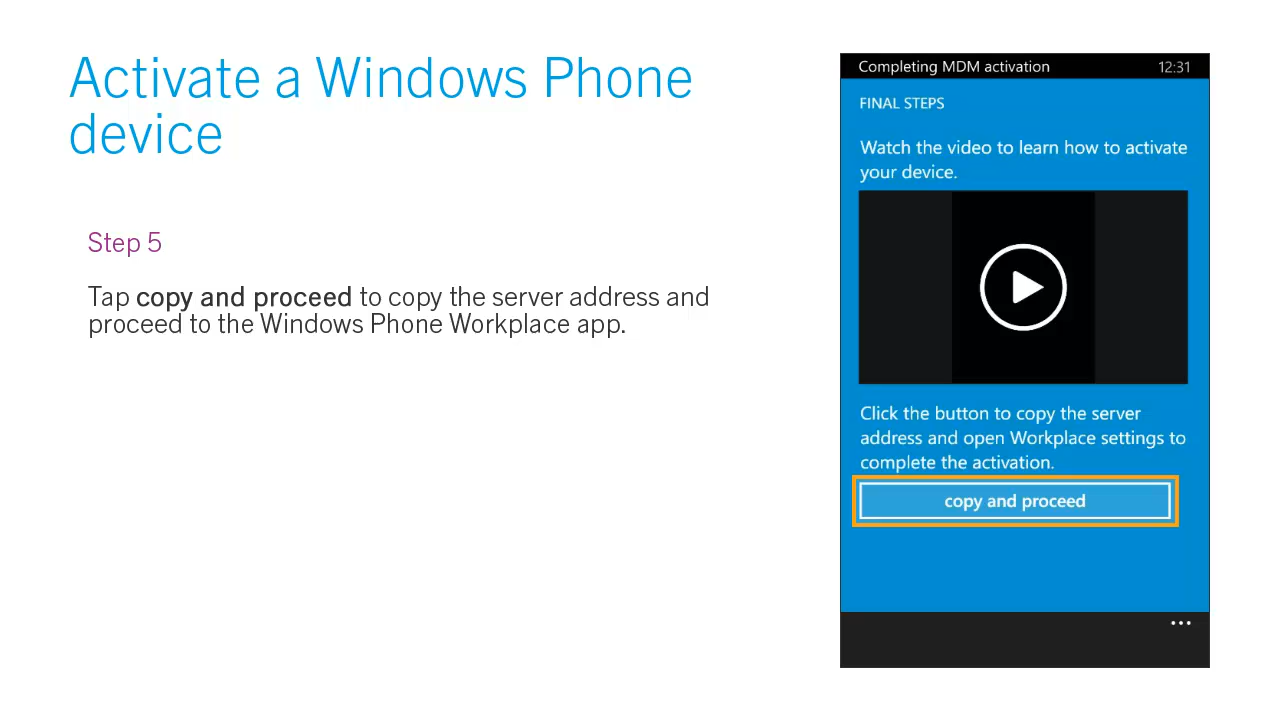 Activate a Windows Phone
device
Step 5
Tap copy and proceed to copy the server address and
proceed to the Windows Phone Workplace app.
Completing MDM activation 12:31
FINAL STEPS
Watch the video to learn how to activate
your device.
Click the button to copy the server
address and open Workplace settings to
complete the activation.
copy and proceed
...